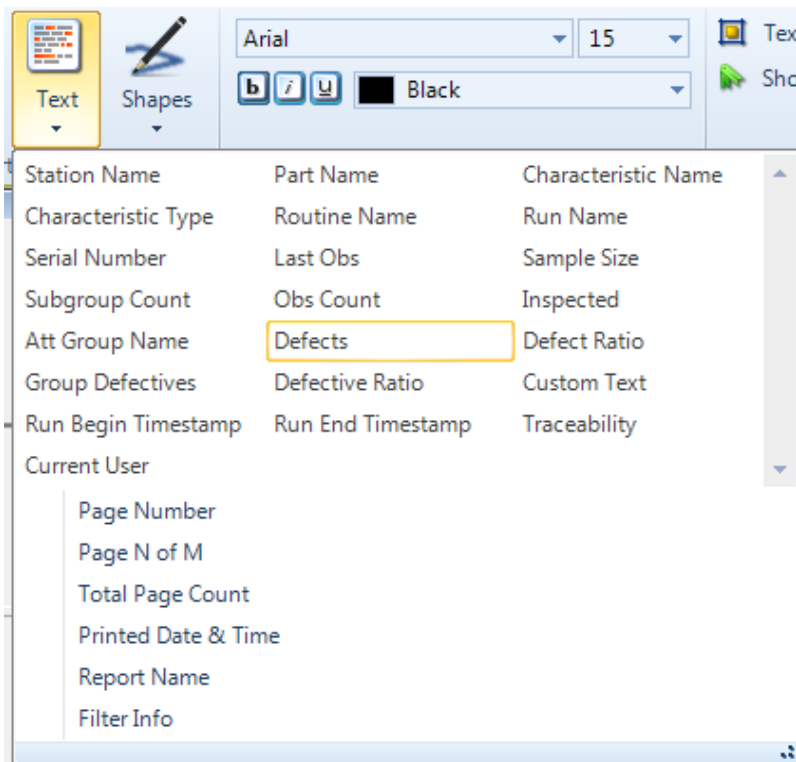 Arial 15 Tex
b i u Black Sho
Text Shapes
Station Name Part Name Characteristic Name
Characteristic Type Routine Name Run Name
Serial Number Last Obs Sample Size
Subgroup Count Obs Count Inspected
Att Group Name Defects Defect Ratio
Group Defectives Defective Ratio Custom Text
Run Begin Timestamp Run End Timestamp Traceability
Current User
Page Number
Page N of M
Total Page Count
Printed Date & Time
Report Name
Filter Info